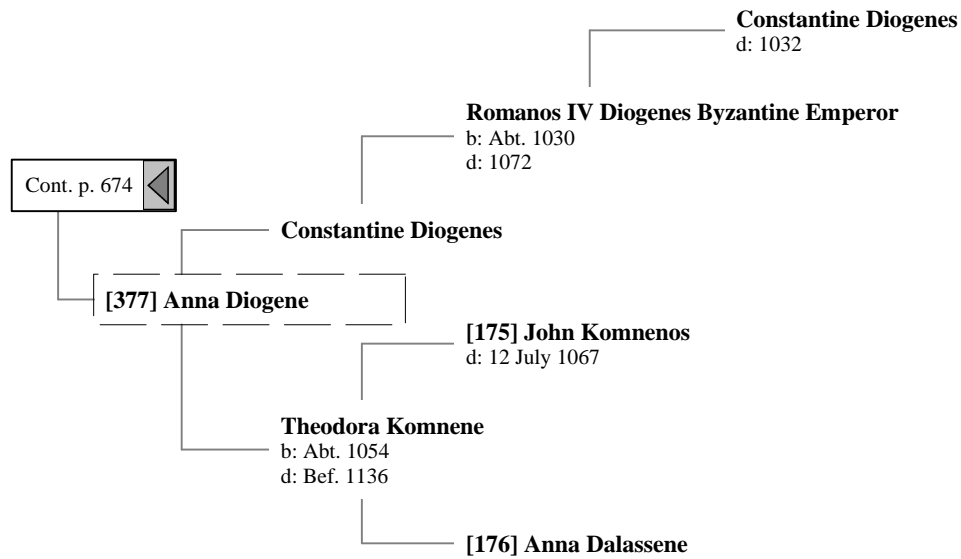 Constantine Diogenes
d: 1032
Romanos IV Diogenes Byzantine Emperor
b: Abt. 1030
d: 1072
Cont. p. 674
Constantine Diogenes
[377] Anna Diogene
[175] John Komnenos
d: 12 July 1067
Theodora Komnene
b: Abt. 1054
d: Bef. 1136
[176] Anna Dalassene